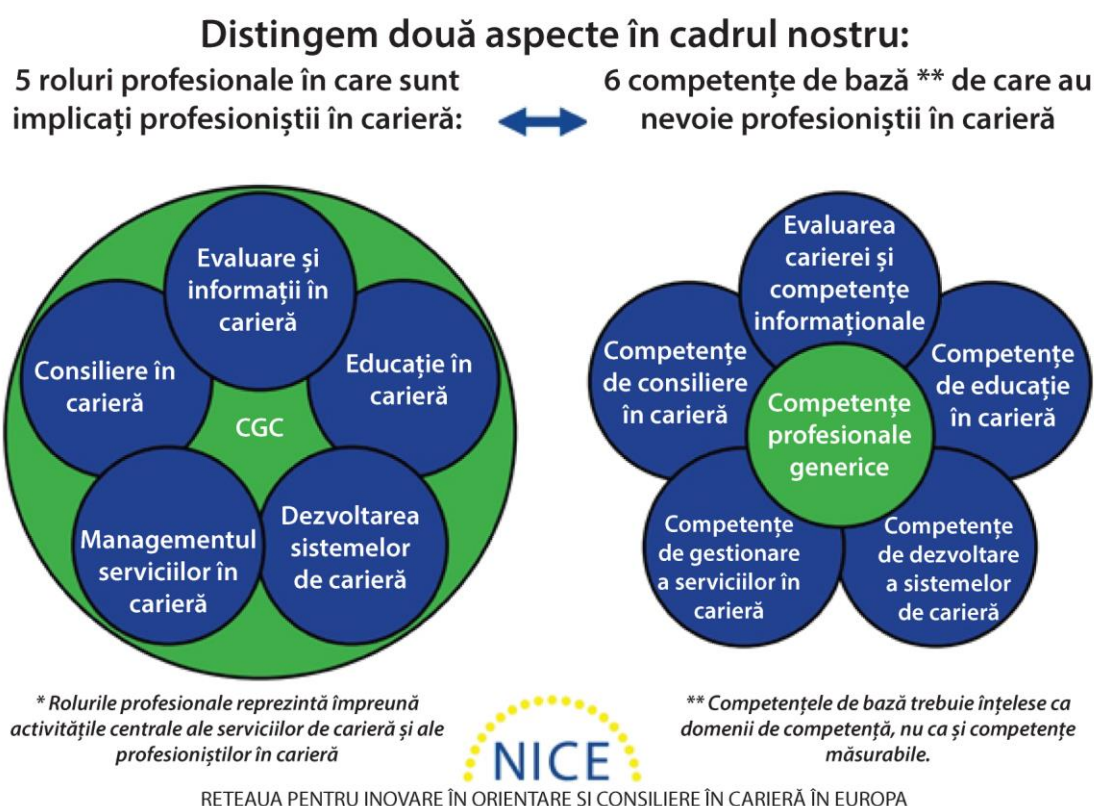 Distingem două aspecte în cadrul nostru:
5 roluri profesionale în care sunt
implicați profesioniștii în carieră:
6 competențe de bază ** de care au
nevoie profesioniștii în carieră
Evaluare și
informații în
carieră
Consiliere în
carieră
Educație în
carieră
CGC
Managementul
serviciilor în
carieră
Dezvoltarea
sistemelor
de carieră
Evaluarea
carierei și
competențe
informaționale
Competențe
de consiliere
în carieră
Competențe
de educație
în carieră
Competențe
profesionale
generice
Competențe
de gestionare
a serviciilor în
carieră
Competențe
de dezvoltare
a sistemelor
de carieră
* Rolurile profesionale reprezintă împreună
activitățile centrale ale serviciilor de carieră și ale
profesioniștilor în carieră
** Competențele de bază trebuie înțelese ca
domenii de competență, nu ca și competențe
măsurabile.
NICE
REȚEAUA PENTRU INOVARE ÎN ORIENTARE ȘI CONSILIERE ÎN CARIERĂ ÎN EUROPA